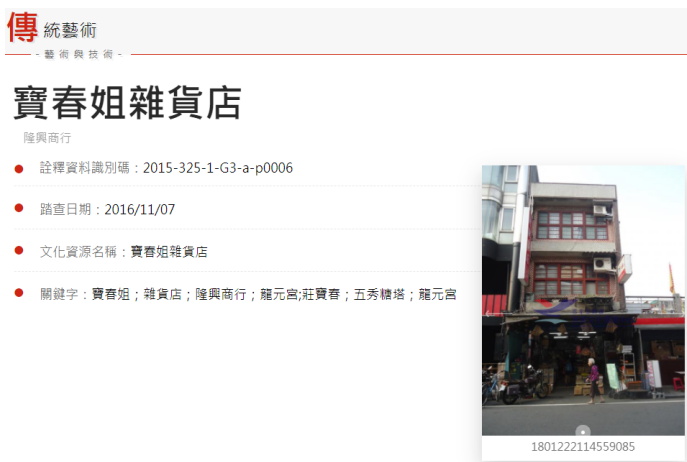 傳統藝術
-藝術與技術-
寶春姐雜貨店
隆興商行
詮釋資料識別碼：2015-325-1-G3-a-p0006
踏查日期：2016/11/07
文化資源名稱：寶春姐雜貨店
關鍵字：寶春姐；雜貨店；隆興商行；龍元宮;莊寶春；五秀糖塔；龍元宮
1801222114559085